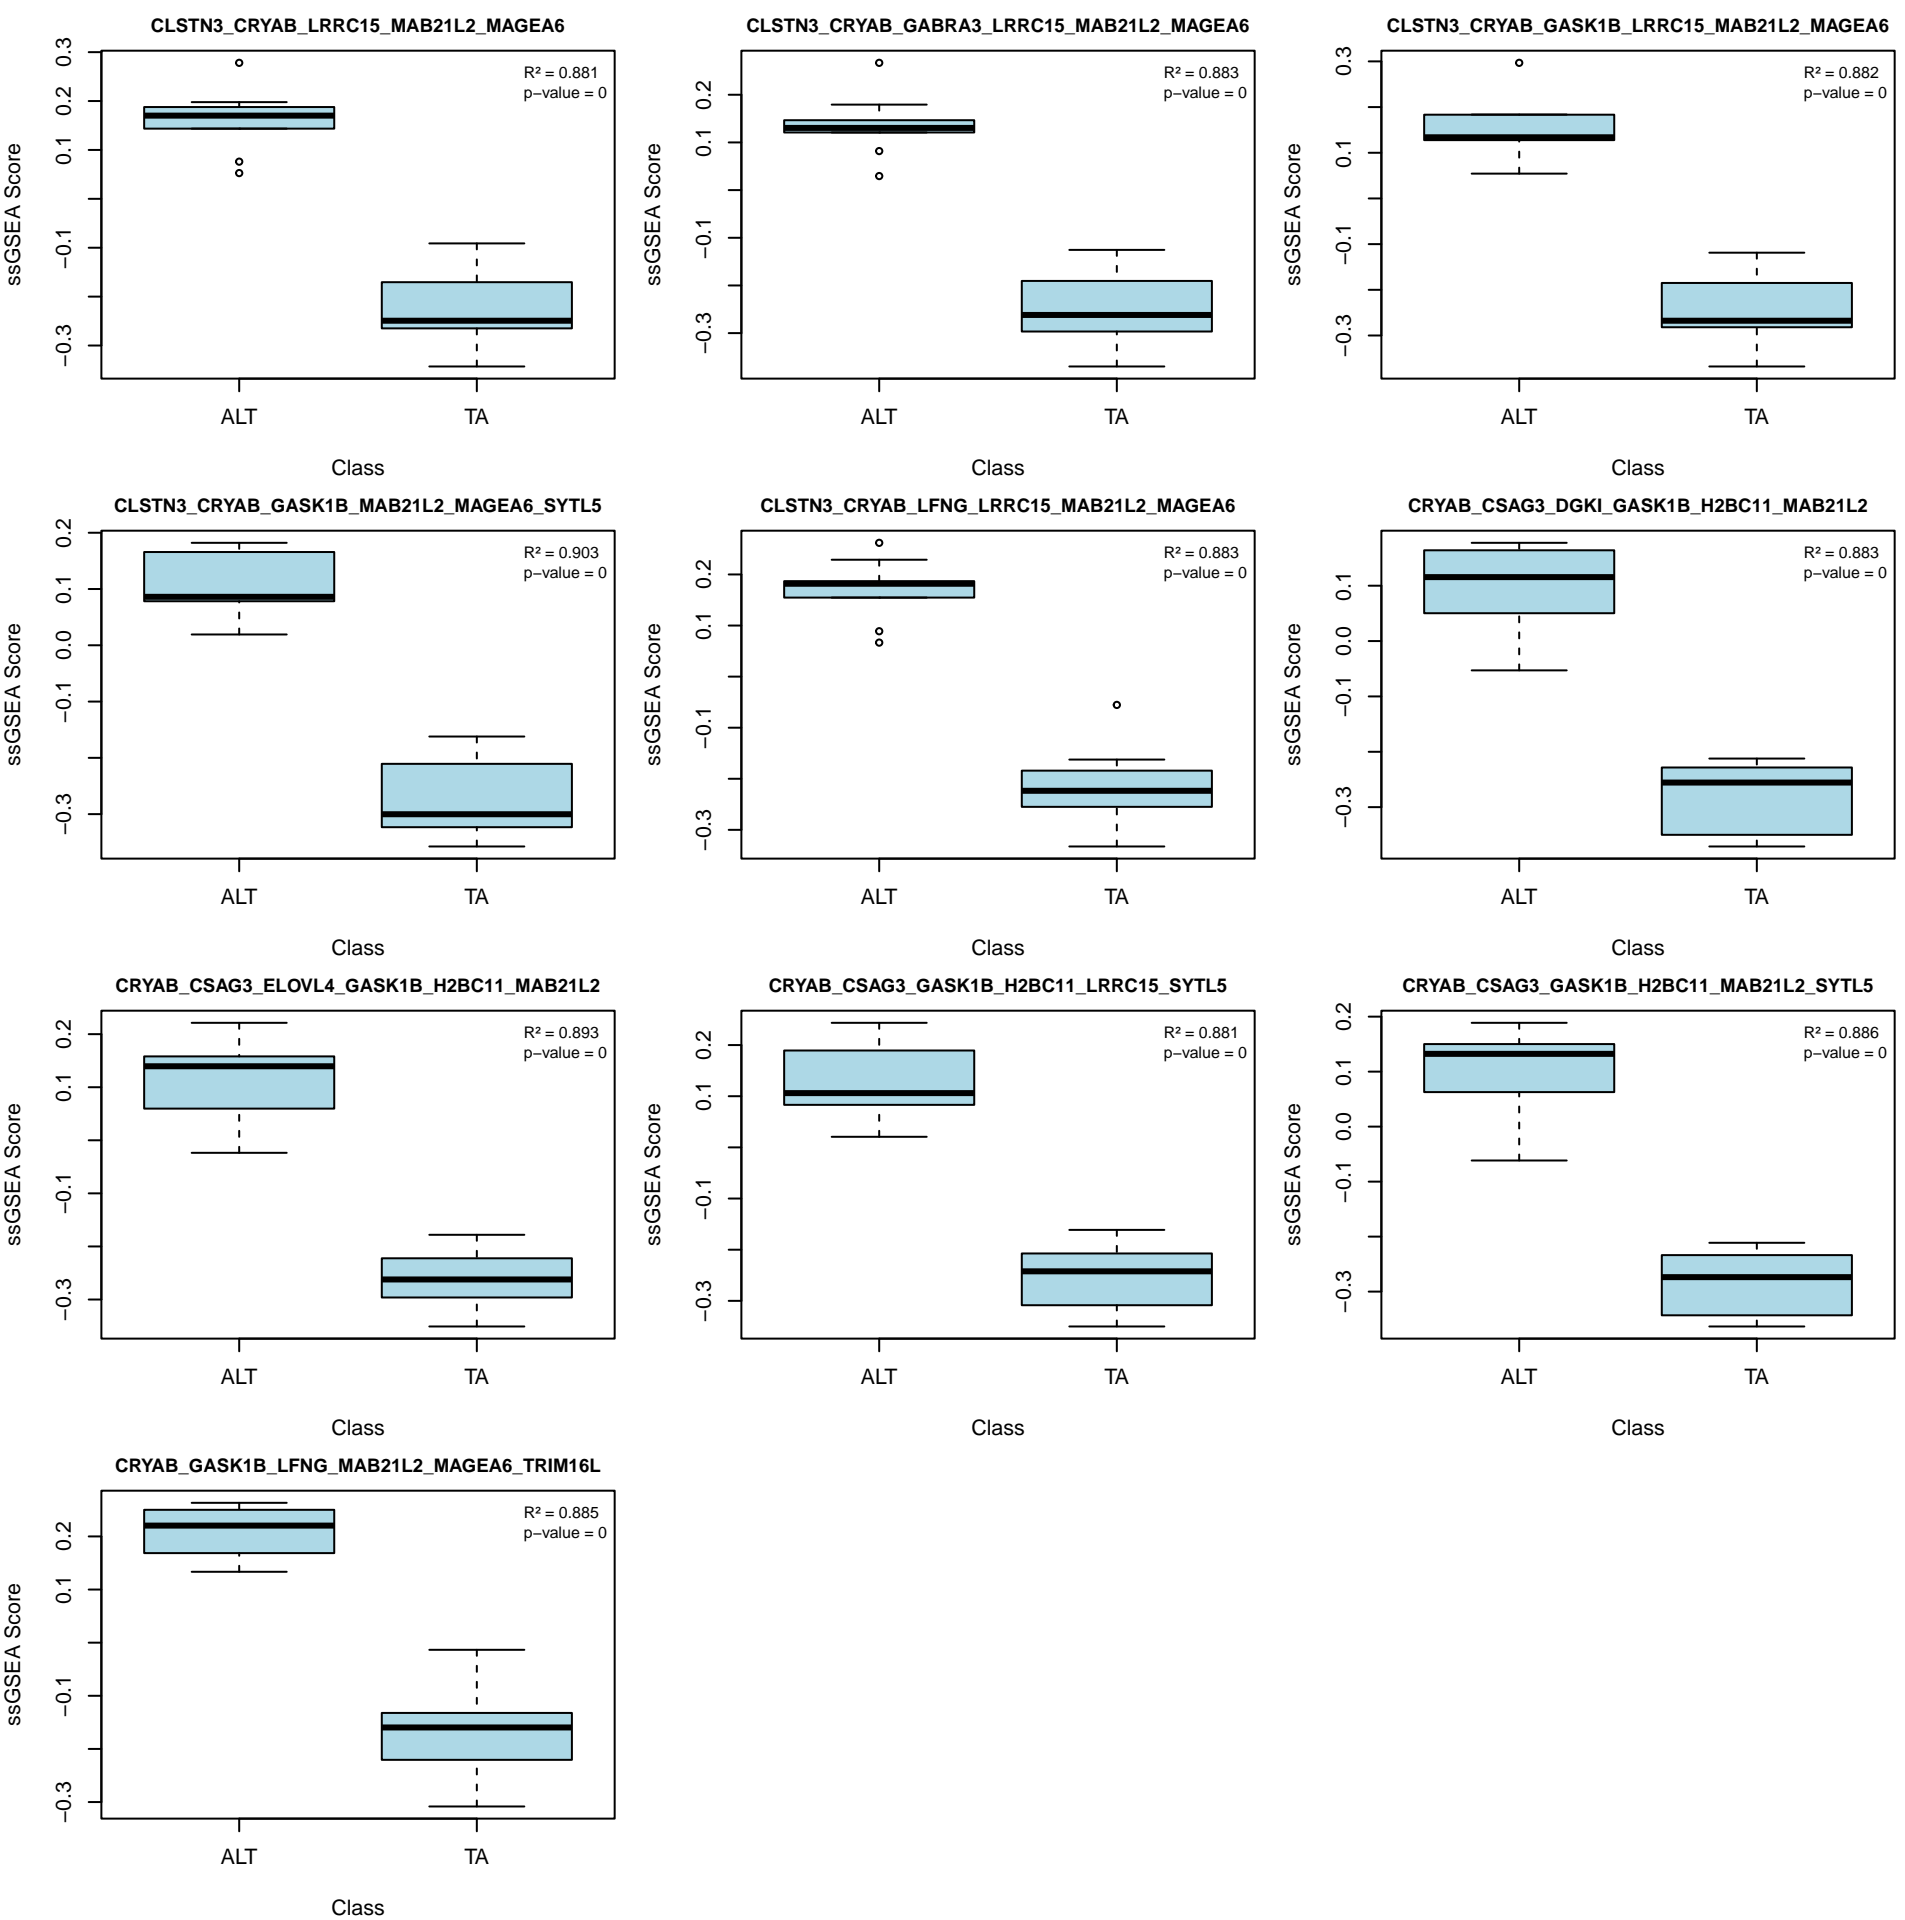 CLSTN3_CRYAB_LRRC15_MAB21L2_MAGEA6
R² = 0.881
p−value = 0
ssGSEA Score
0.3
0.2
0.1
−0.1
−0.3
ALT TA
Class
CLSTN3_CRYAB_GABRA3_LRRC15_MAB21L2_MAGEA6
R² = 0.883
p−value = 0
ssGSEA Score
0.2
0.1
−0.1
−0.3
ALT TA
Class
CLSTN3_CRYAB_GASK1B_LRRC15_MAB21L2_MAGEA6
R² = 0.882
p−value = 0
ssGSEA Score
0.3
0.1
−0.1
−0.3
ALT TA
Class
CLSTN3_CRYAB_GASK1B_MAB21L2_MAGEA6_SYTL5
R² = 0.903
p−value = 0
ssGSEA Score
0.2
0.1
0.0
−0.1
−0.3
ALT TA
Class
CLSTN3_CRYAB_LFNG_LRRC15_MAB21L2_MAGEA6
R² = 0.883
p−value = 0
ssGSEA Score
0.2
0.1
−0.1
−0.3
ALT TA
Class
CRYAB_CSAG3_DGKI_GASK1B_H2BC11_MAB21L2
R² = 0.883
p−value = 0
ssGSEA Score
0.1
0.0
−0.1
−0.3
ALT TA
Class
CRYAB_CSAG3_ELOVL4_GASK1B_H2BC11_MAB21L2
R² = 0.893
p−value = 0
ssGSEA Score
0.2
0.1
−0.1
−0.3
ALT TA
Class
CRYAB_CSAG3_GASK1B_H2BC11_LRRC15_SYTL5
R² = 0.881
p−value = 0
ssGSEA Score
0.2
0.1
−0.1
−0.3
ALT TA
Class
CRYAB_CSAG3_GASK1B_H2BC11_MAB21L2_SYTL5
R² = 0.886
p−value = 0
ssGSEA Score
0.2
0.1
0.0
−0.1
−0.3
ALT TA
Class
CRYAB_GASK1B_LFNG_MAB21L2_MAGEA6_TRIM16L
R² = 0.885
p−value = 0
ssGSEA Score
0.2
0.1
−0.1
−0.3
ALT TA
Class